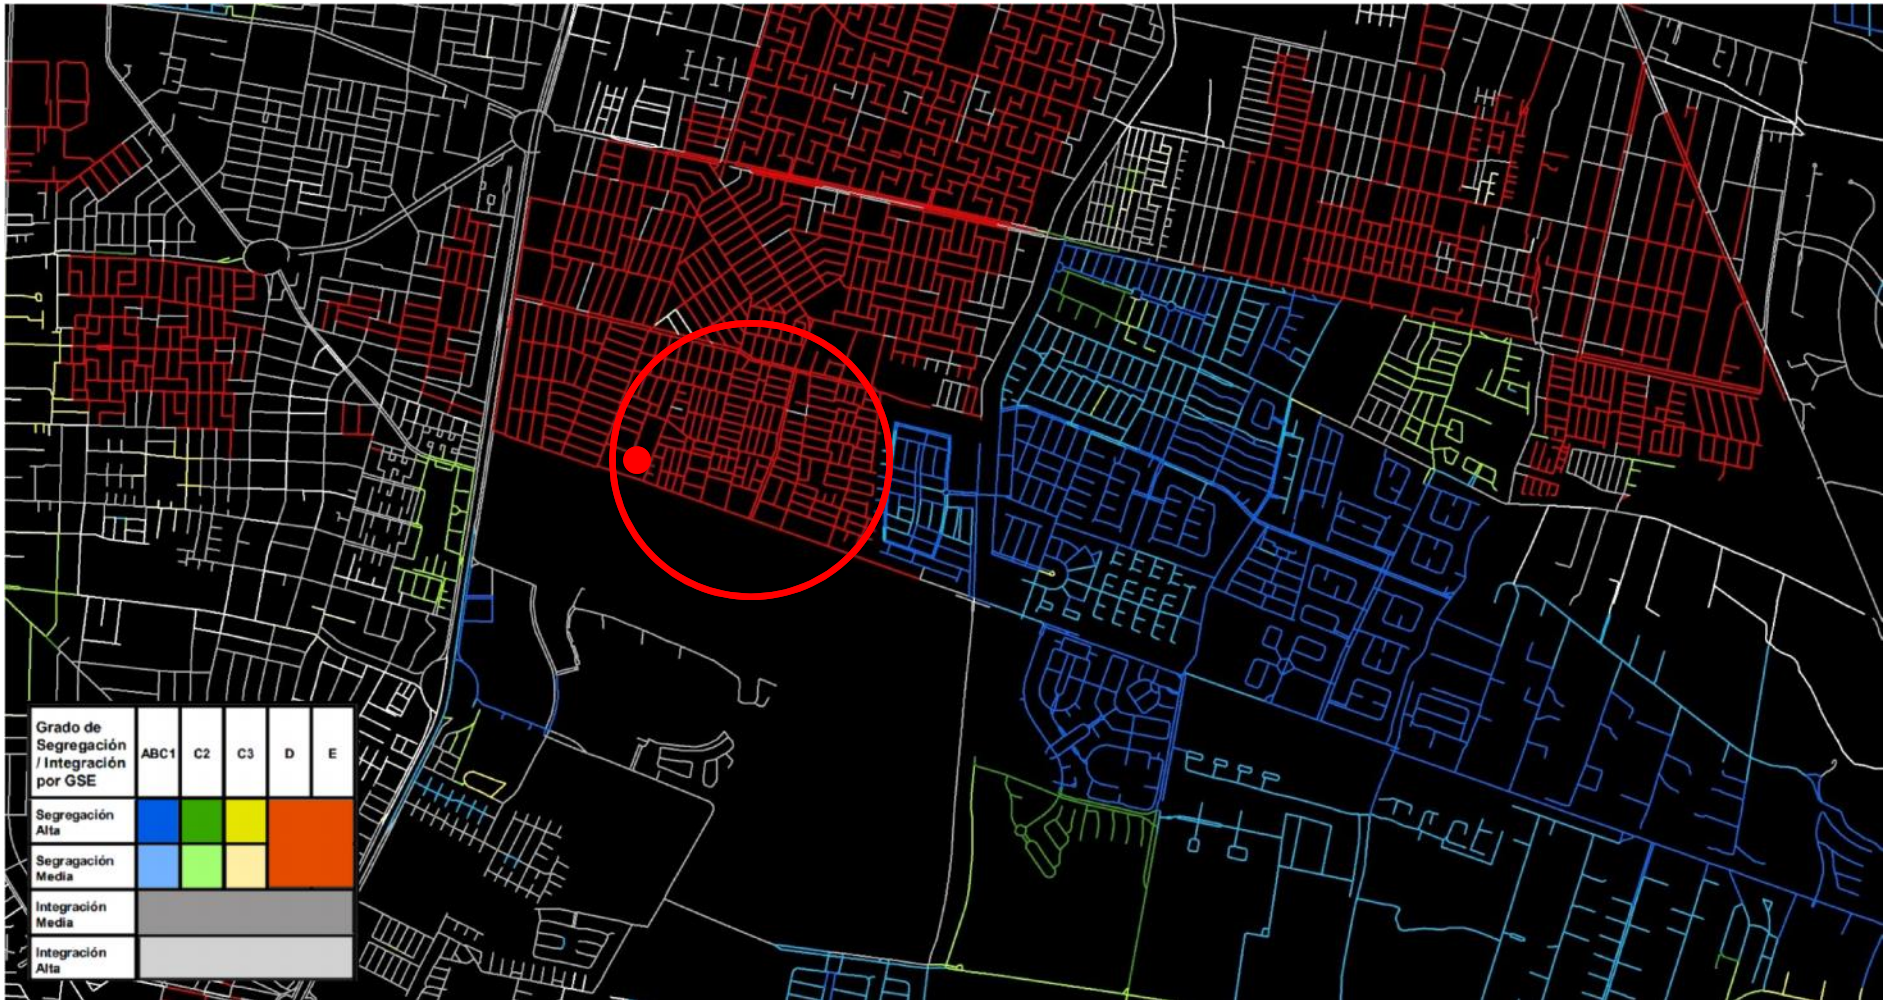 Grado de
Segregación
/ Integración
por GSE
ABC1 C2 C3 D E
Segregación
Alta
Segragación
Media
Integración
Media
Integración
Alta